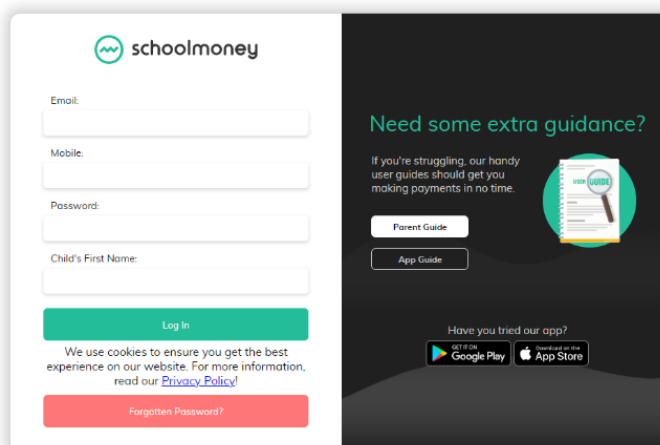 schoolmoney
Email:
Mobile:
Password:
Child's First Name:
Log In
We use cookies to ensure you get the best
experience on our website. For more information,
read our Privacy Policy!
Forgotten Password?
Need some extra guidance?
If you're struggling, our handy
user guides should get you
making payments in no time.
USER GUIDE
Parent Guide
App Guide
Have you tried our app?
GET IT ON
Google Play
Download on the
App Store